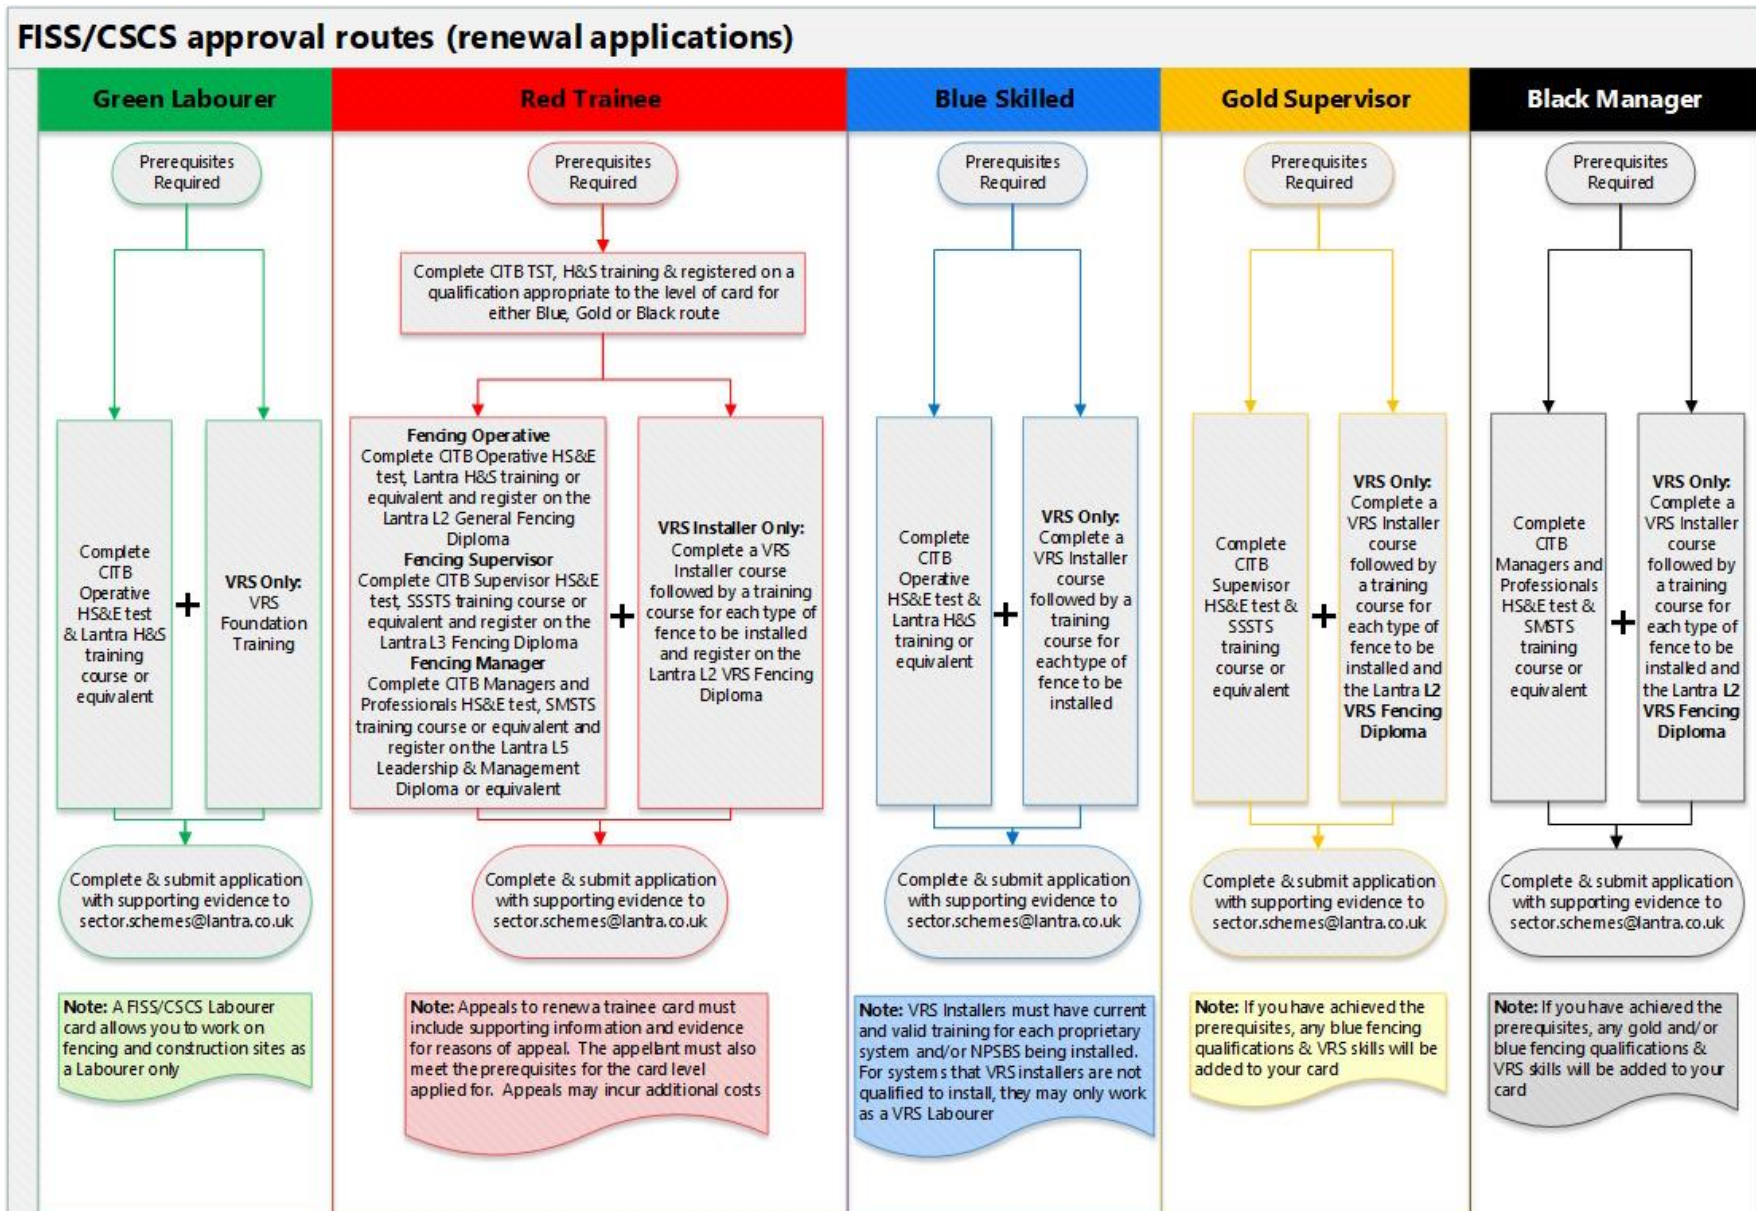 FISS/CSCS approval routes (renewal applications)
Green Labourer
Prerequisites
Required
Complete
CITB
Operative
HS&E test
& Lantra H&S
training
course or
equivalent
+
VRS Only:
VRS
Foundation
Training
Complete & submit application
with supporting evidence to
sector.schemes@lantra.co.uk
Note: A FISS/CSCS Labourer
card allows you to work on
fencing and construction sites as
a Labourer only
Red Trainee
Prerequisites
Required
Complete CITB TST, H&S training & registered on a
qualification appropriate to the level of card for
either Blue, Gold or Black route
Fencing Operative
Complete CITB Operative HS&E
test, Lantra H&S training or
equivalent and register on the
Lantra L2 General Fencing
Diploma
Fencing Supervisor
Complete CITB Supervisor HS&E
test, SSSTS training course or
equivalent and register on the
Lantra L3 Fencing Diploma
Fencing Manager
Complete CITB Managers and
Professionals HS&E test, SMSTS
training course or equivalent and
register on the Lantra L5
Leadership & Management
Diploma or equivalent
+
VRS Installer Only:
Complete a VRS
Installer course
followed by a training
course for each type of
fence to be installed
and register on the
Lantra L2 VRS Fencing
Diploma
Complete & submit application
with supporting evidence to
sector.schemes@lantra.co.uk
Note: Appeals to renew a trainee card must
include supporting information and evidence
for reasons of appeal. The appellant must also
meet the prerequisites for the card level
applied for. Appeals may incur additional costs
Blue Skilled
Prerequisites
Required
Complete
CITB
Operative
HS&E test &
Lantra H&S
training or
equivalent
+
VRS Only:
Complete a
VRS Installer
course
followed by a
training
course for
each type of
fence to be
installed
Complete & submit application
with supporting evidence to
sector.schemes@lantra.co.uk
Note: VRS Installers must have current
and valid training for each proprietary
system and/or NPSBS being installed.
For systems that VRS installers are not
qualified to install, they may only work
as a VRS Labourer
Gold Supervisor
Prerequisites
Required
Complete
CITB
Supervisor
HS&E test &
SSSTS
training
course or
equivalent
+
VRS Only:
Complete a
VRS Installer
course
followed by
a training
course for
each type of
fence to be
installed and
the Lantra L2
VRS Fencing
Diploma
Complete & submit application
with supporting evidence to
sector.schemes@lantra.co.uk
Note: If you have achieved the
prerequisites, any blue fencing
qualifications & VRS skills will be
added to your card
Black Manager
Prerequisites
Required
Complete
CITB
Managers and
Professionals
HS&E test &
SMSTS
training
course or
equivalent
+
VRS Only:
Complete a
VRS Installer
course
followed by
a training
course for
each type of
fence to be
installed and
the Lantra L2
VRS Fencing
Diploma
Complete & submit application
with supporting evidence to
sector.schemes@lantra.co.uk
Note: If you have achieved the
prerequisites, any gold and/or
blue fencing qualifications &
VRS skills will be added to your
card